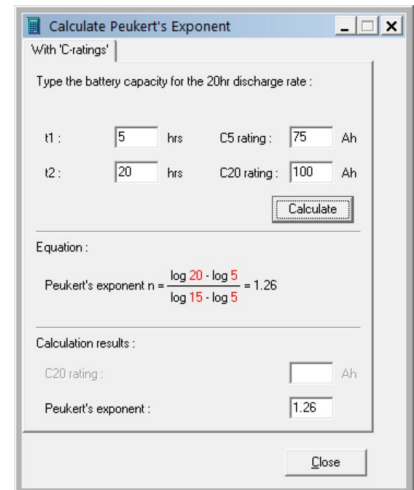 Calculate Peukert's Exponent
With 'C-ratings'
Type the battery capacity for the 20hr discharge rate :
t1 : 5 hrs C5 rating : 75 Ah
t2 : 20 hrs C20 rating : 100 Ah
Calculate
Equation :
log 20 - log 5
Peukert's exponent n = = 1.26
log 15 - log 5
Calculation results :
C20 rating : Ah
Peukert's exponent : 1.26
Close